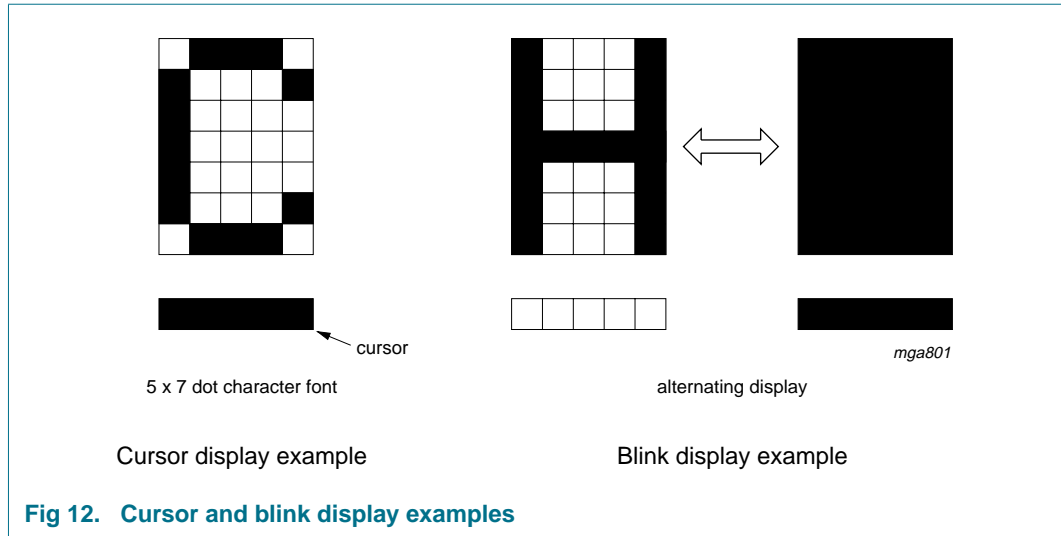 cursor
mga801
5 x 7 dot character font
alternating display
Cursor display example
Blink display example
Fig 12. Cursor and blink display examples